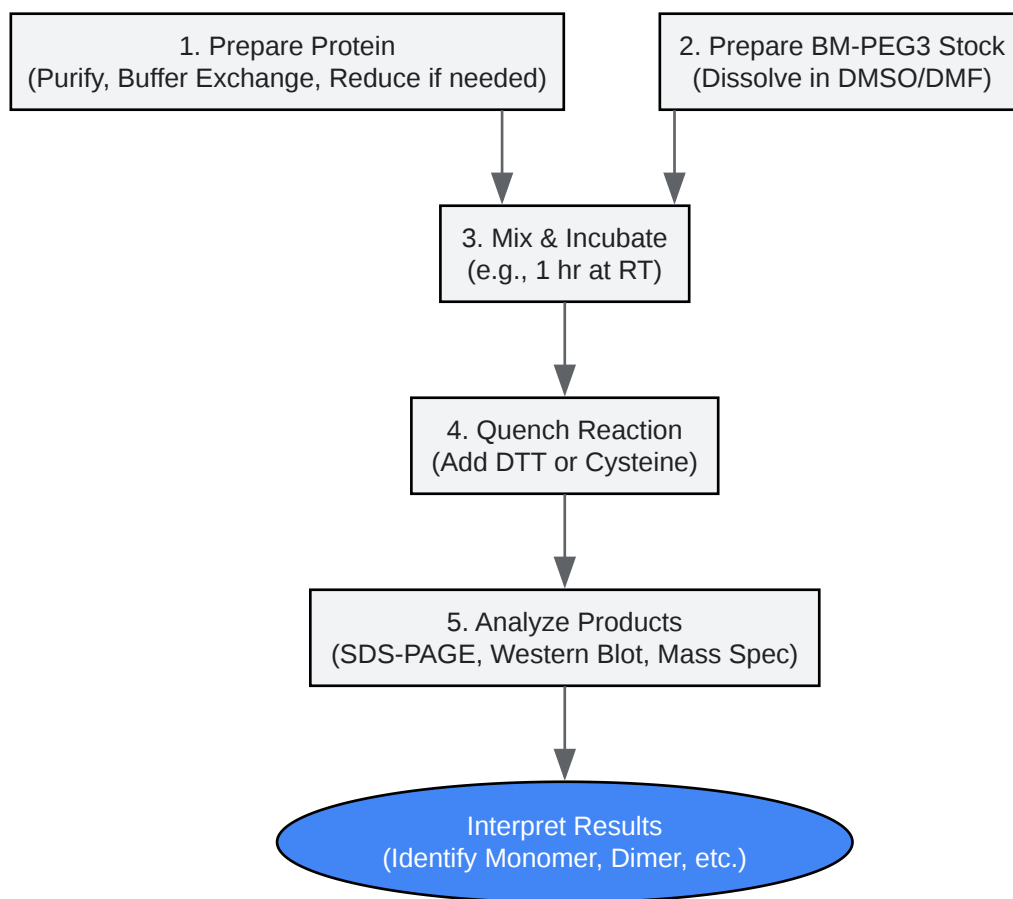 1. Prepare Protein
(Purify, Buffer Exchange, Reduce if needed)
2. Prepare BM-PEG3 Stock
(Dissolve in DMSO/DMF)
3. Mix & Incubate
(e.g., 1 hr at RT)
4. Quench Reaction
(Add DTT or Cysteine)
5. Analyze Products
(SDS-PAGE, Western Blot, Mass Spec)
Interpret Results
(Identify Monomer, Dimer, etc.)